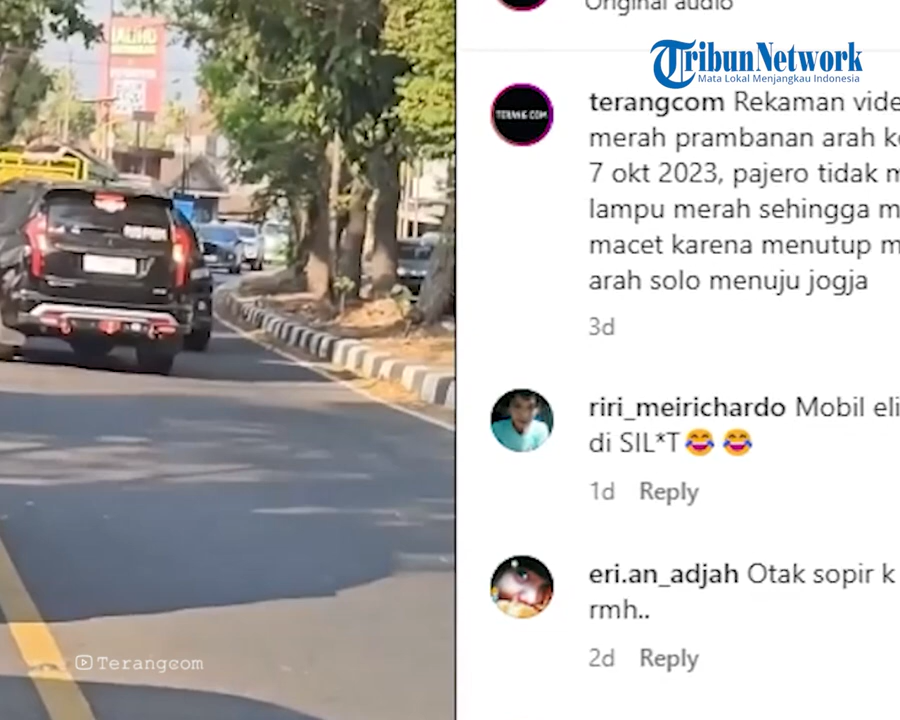 Original audio
TribunNetwork
Mata Lokal Menjangkau Indonesia
TERANG.COM
terangcom Rekaman vide
merah prambanan arah k
7 okt 2023, pajero tidak m
lampu merah sehingga m
macet karena menutup m
arah solo menuju jogja
3d
riri_meirichardo Mobil eli
di SIL*T😂 😂
1d Reply
eri.an_adjah Otak sopir k
rmh..
2d Reply
Terangcom